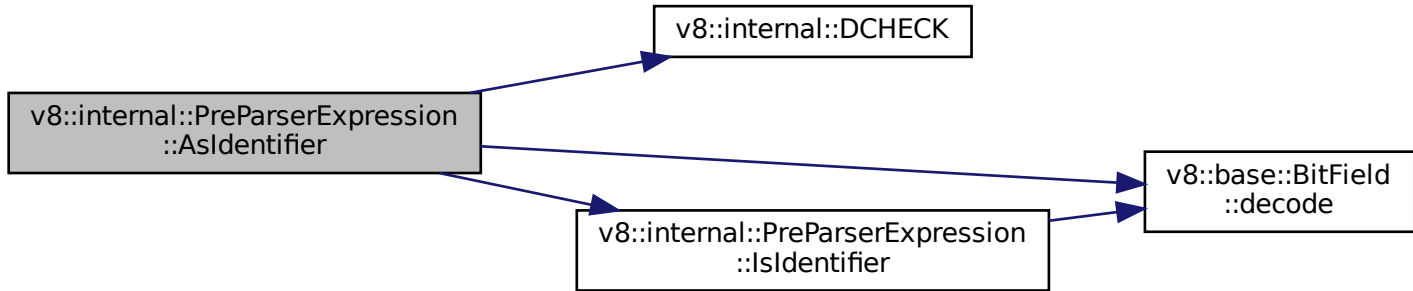 v8::internal::DCHECK
v8::internal::PreParserExpression
::AsIdentifier
v8::base::BitField
::decode
v8::internal::PreParserExpression
::IsIdentifier